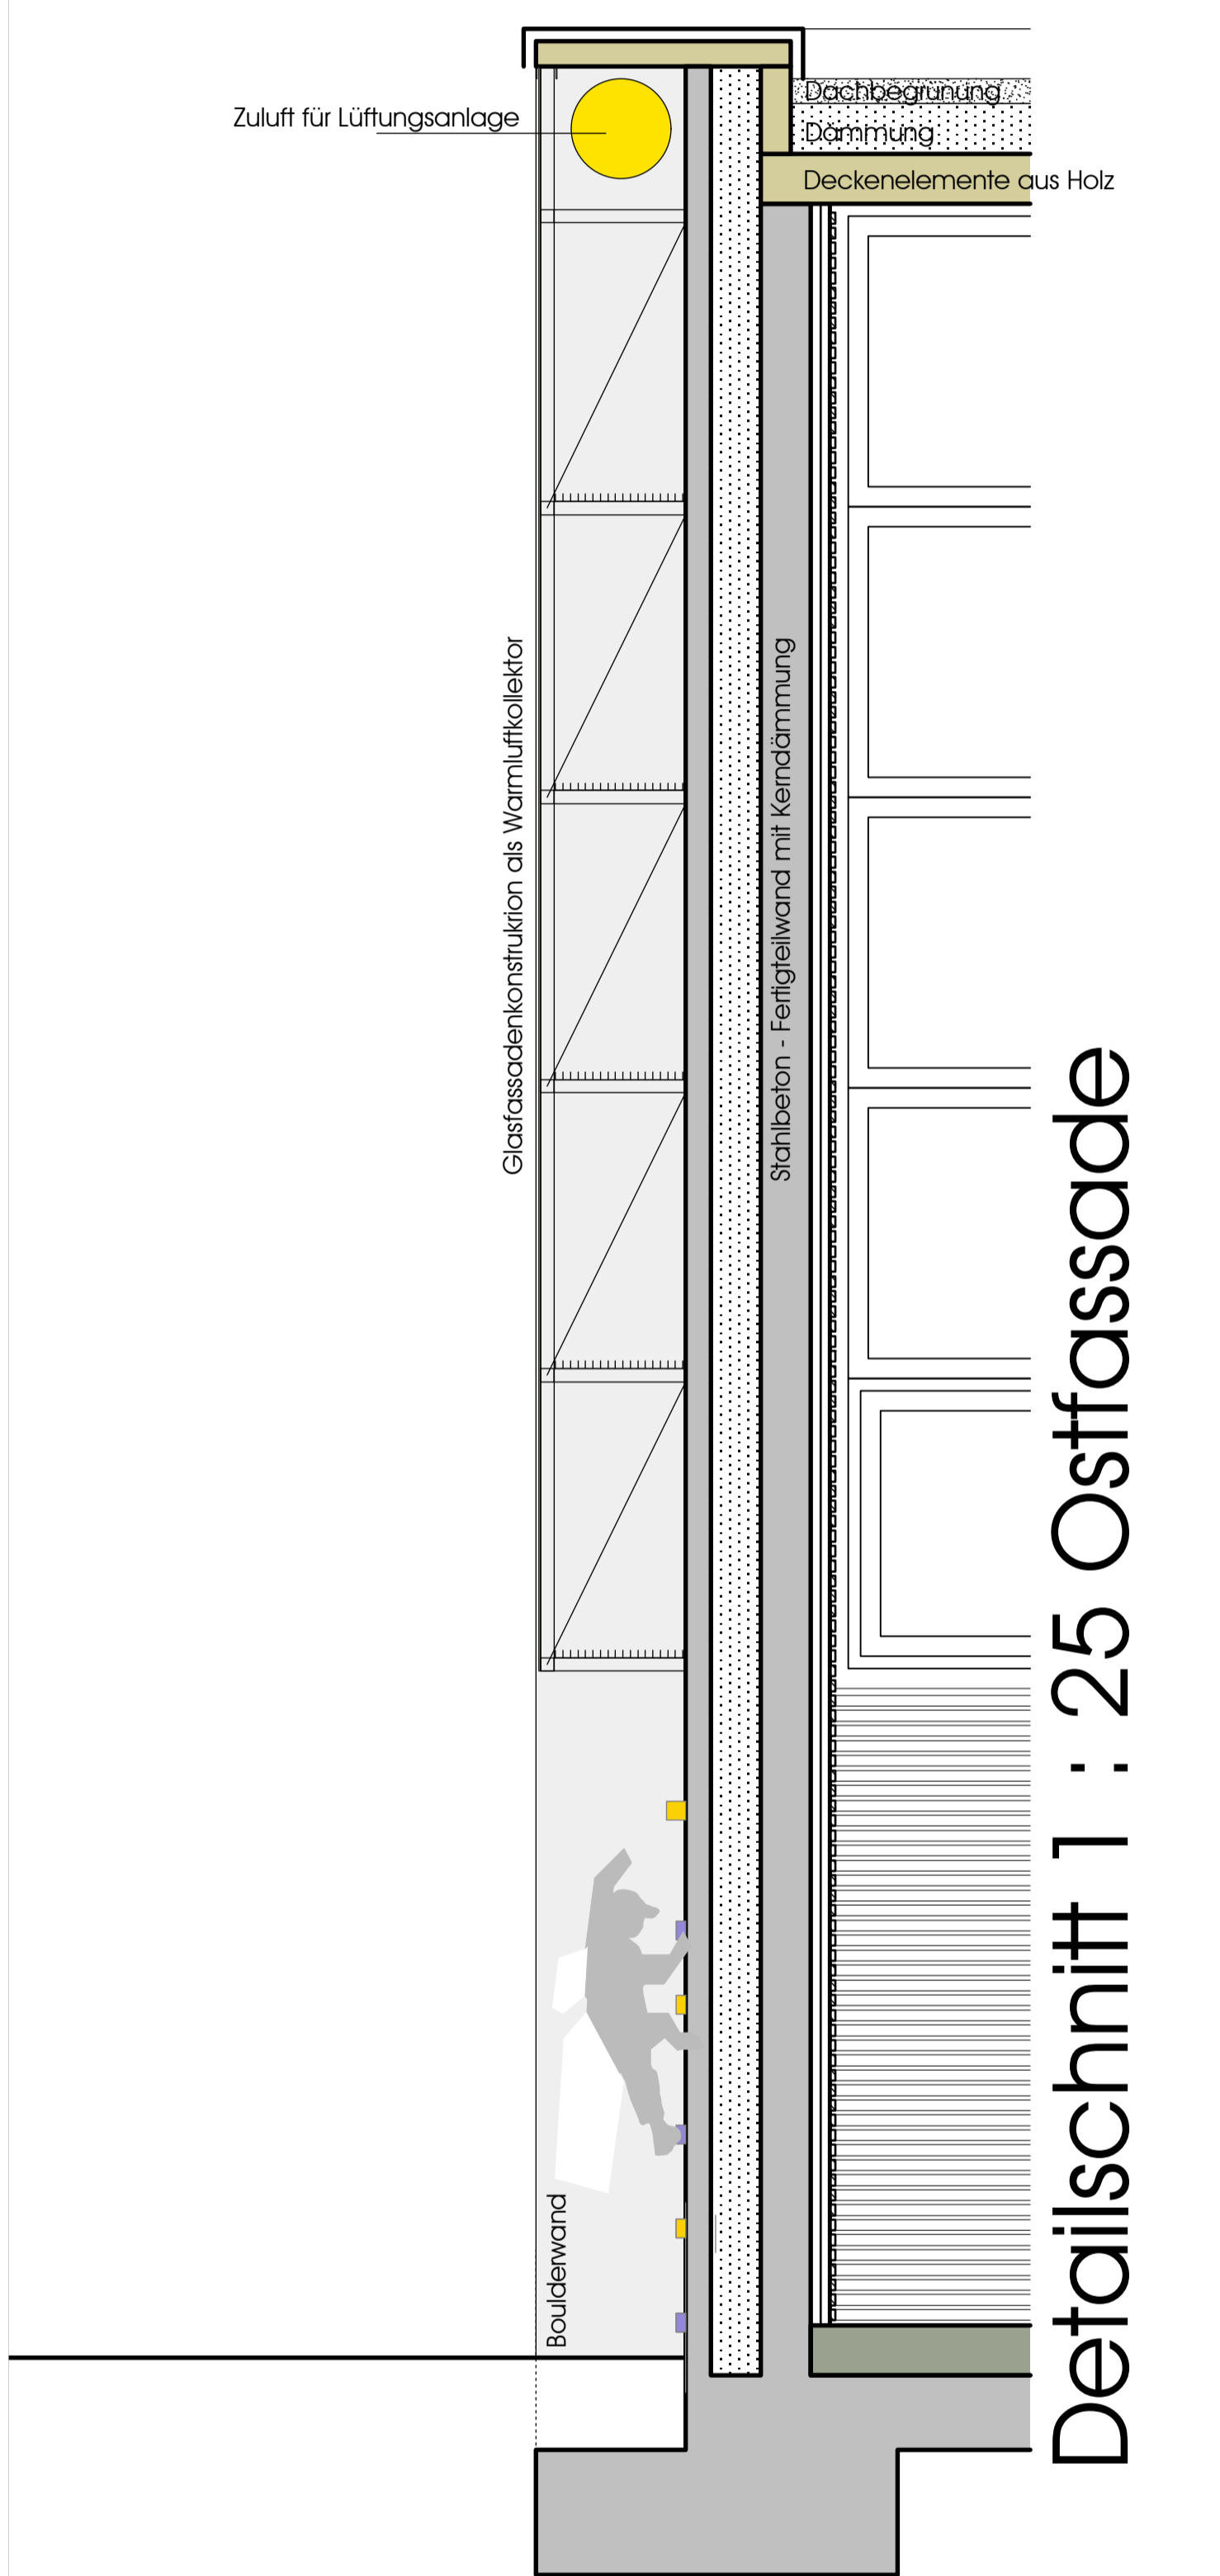 Zuluft für Lüftungsanlage
Dachbegrünung
Dämmung
Deckenelemente aus Holz
Glasfassadenkonstrukrion als Warmluftkollektor
Stahlbeton - Fertigteilwand mit Kerndämmung
Boulderwand
Detailschnitt 1 : 25 Ostfassade